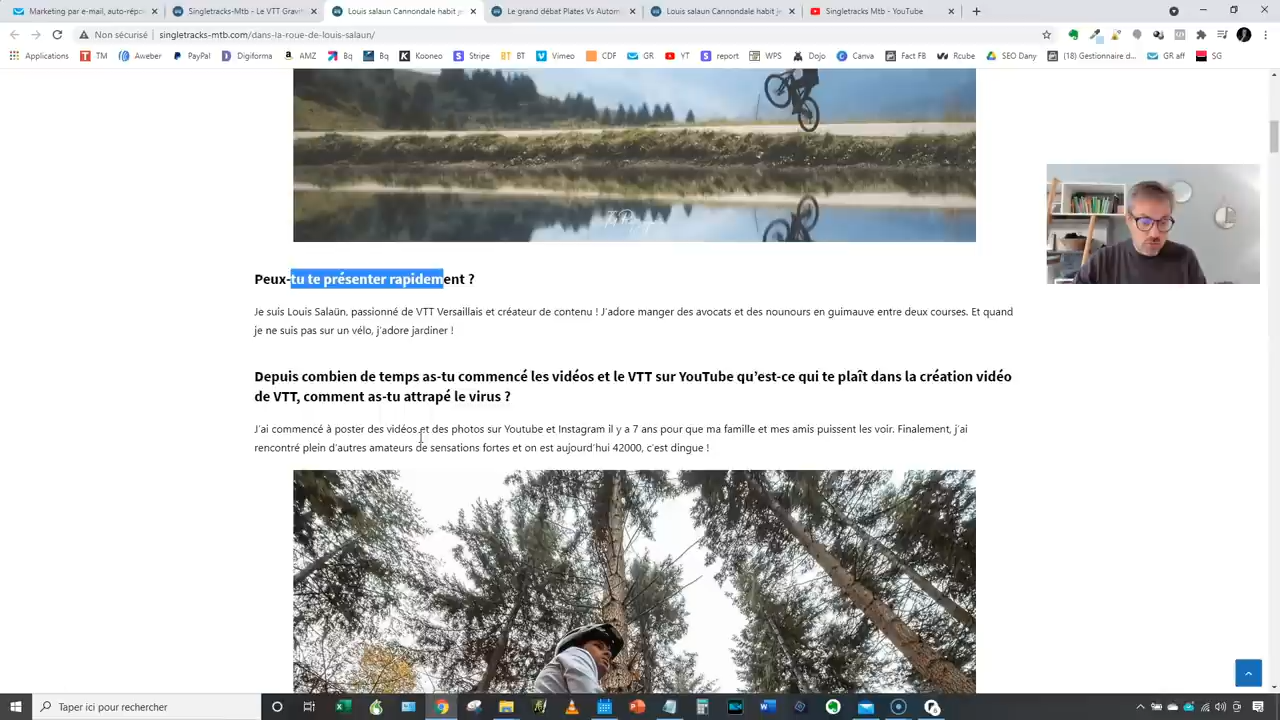 Marketing par e-mail, auto-répo
Singletracks-Mtb - Le VTT Gravit
Louis salaun Cannondale habit je
Le grand débat Plates Vs Autom
Louis salaun Cannondale habit je
Singletracks Mtb - YouTube
Non sécurisé | singletracks-mtb.com/dans-la-roue-de-louis-salaun/
Applications TM Aweber PayPal Digiforma AMZ Bq Bq Kooneo Stripe BT Vimeo CDF GR YT report WPS Dojo Canva Fact FB Rcube SEO Dany (18) Gestionnaire d... GR aff SG
Peux-tu te présenter rapidement ?
Je suis Louis Salaün, passionné de VTT Versaillais et créateur de contenu ! J'adore manger des avocats et des nounours en guimauve entre deux courses. Et quand
je ne suis pas sur un vélo, j'adore jardiner !
Depuis combien de temps as-tu commencé les vidéos et le VTT sur YouTube qu'est-ce qui te plaît dans la création vidéo
de VTT, comment as-tu attrapé le virus ?
J'ai commencé à poster des vidéos et des photos sur Youtube et Instagram il y a 7 ans pour que ma famille et mes amis puissent les voir. Finalement, j'ai
rencontré plein d'autres amateurs de sensations fortes et on est aujourd'hui 42000, c'est dingue !
Taper ici pour rechercher